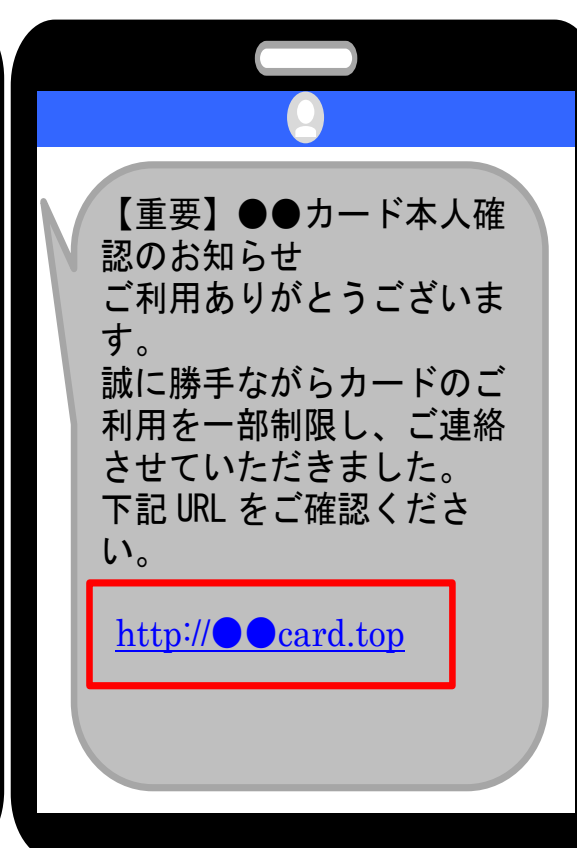 【重要】●●カード本人確
認のお知らせ
ご利用ありがとうございま
す。
誠に勝手ながらカードのご
利用を一部制限し、ご連絡
させていただきました。
下記 URL をご確認くださ
い。
http://●●card.top